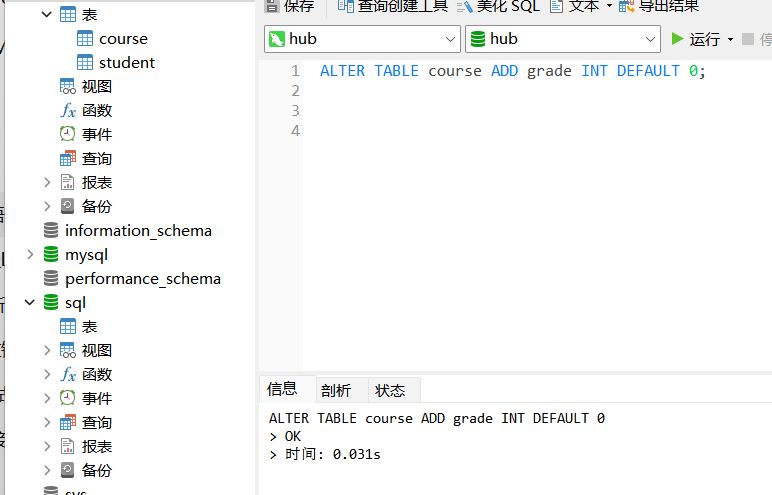 表
course
student
视图
函数
事件
查询
报表
备份
information_schema
mysql
performance_schema
sql
表
视图
函数
事件
查询
报表
备份
sys
保存 查询创建工具 美化 SQL 文本 导出结果
hub hub 运行
1 ALTER TABLE course ADD grade INT DEFAULT 0;
2
3
4
信息 剖析 状态
ALTER TABLE course ADD grade INT DEFAULT 0
> OK
> 时间: 0.031s